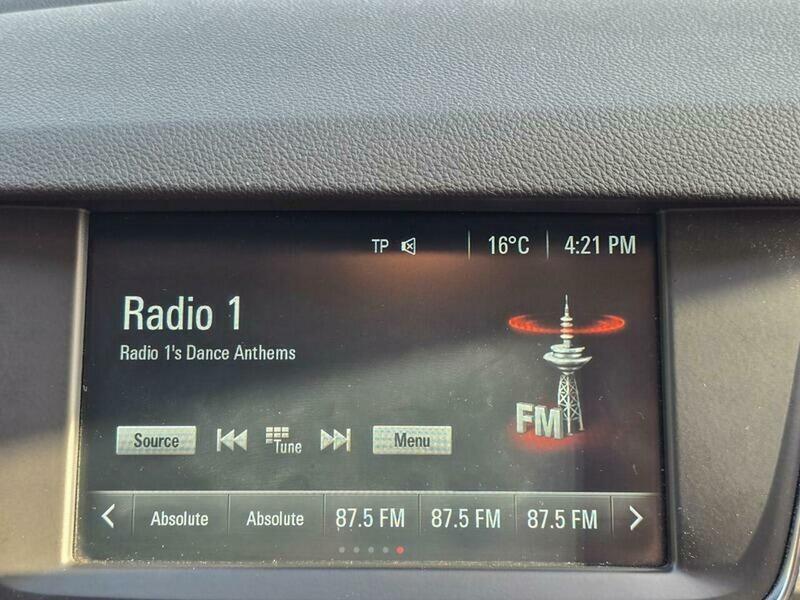 TP 16°C 4:21 PM
Radio 1
Radio 1's Dance Anthems
FM
Source Tune Menu
Absolute Absolute 87.5 FM 87.5 FM 87.5 FM